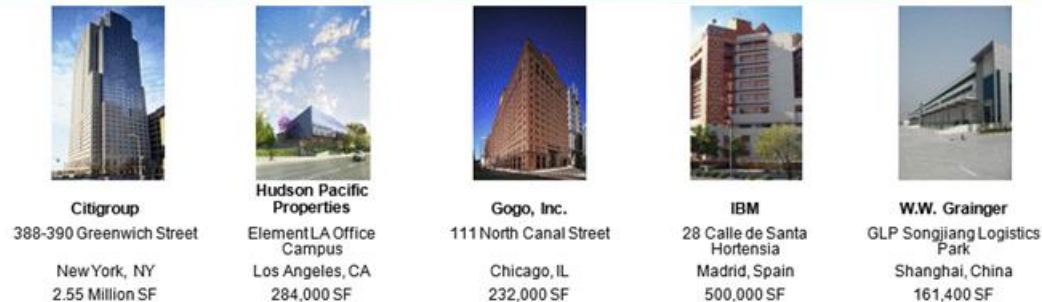 Citigroup
388-390 Greenwich Street
New York, NY
2.55 Million SF
Hudson Pacific
Properties
Element LA Office
Campus
Los Angeles, CA
284,000 SF
Gogo, Inc.
111 North Canal Street
Chicago, IL
232,000 SF
IBM
28 Calle de Santa
Hortensia
Madrid, Spain
500,000 SF
W.W. Grainger
GLP Songjiang Logistics
Park
Shanghai, China
161,400 SF